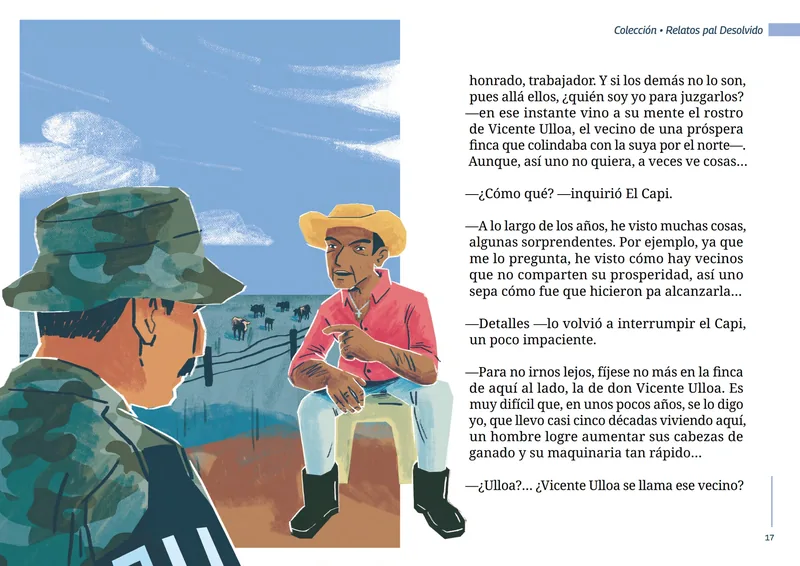 Colección • Relatos pal Desolvido
honrado, trabajador. Y si los demás no lo son,
pues allá ellos, ¿quién soy yo para juzgarlos?
—en ese instante vino a su mente el rostro
de Vicente Ulloa, el vecino de una próspera
finca que colindaba con la suya por el norte—.
Aunque, así uno no quiera, a veces ve cosas...
—¿Cómo qué? —inquirió El Capi.
—A lo largo de los años, he visto muchas cosas,
algunas sorprendentes. Por ejemplo, ya que
me lo pregunta, he visto cómo hay vecinos
que no comparten su prosperidad, así uno
sepa cómo fue que hicieron pa alcanzarla...
—Detalles —lo volvió a interrumpir el Capi,
un poco impaciente.
—Para no irnos lejos, fíjese no más en la finca
de aquí al lado, la de don Vicente Ulloa. Es
muy difícil que, en unos pocos años, se lo digo
yo, que llevo casi cinco décadas viviendo aquí,
un hombre logre aumentar sus cabezas de
ganado y su maquinaria tan rápido...
—¿Ulloa?... ¿Vicente Ulloa se llama ese vecino?
17